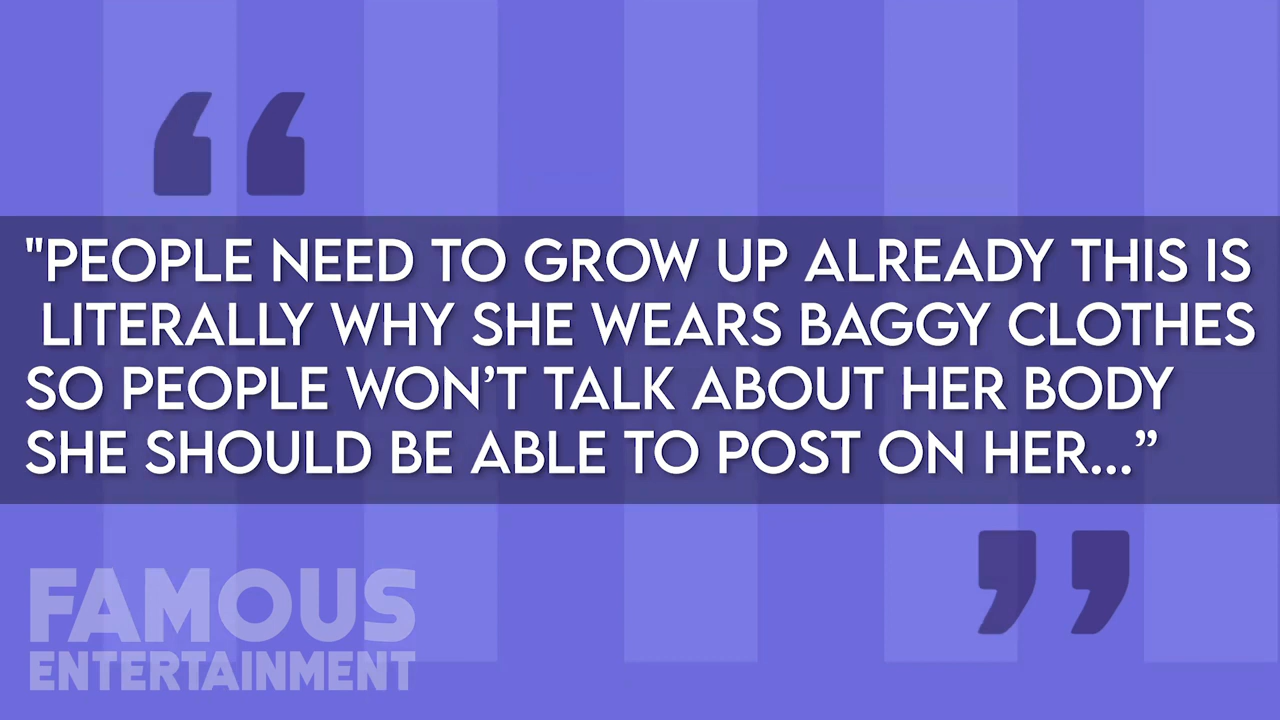 "PEOPLE NEED TO GROW UP ALREADY THIS IS
LITERALLY WHY SHE WEARS BAGGY CLOTHES
SO PEOPLE WON’T TALK ABOUT HER BODY
SHE SHOULD BE ABLE TO POST ON HER...”
FAMOUS
ENTERTAINMENT